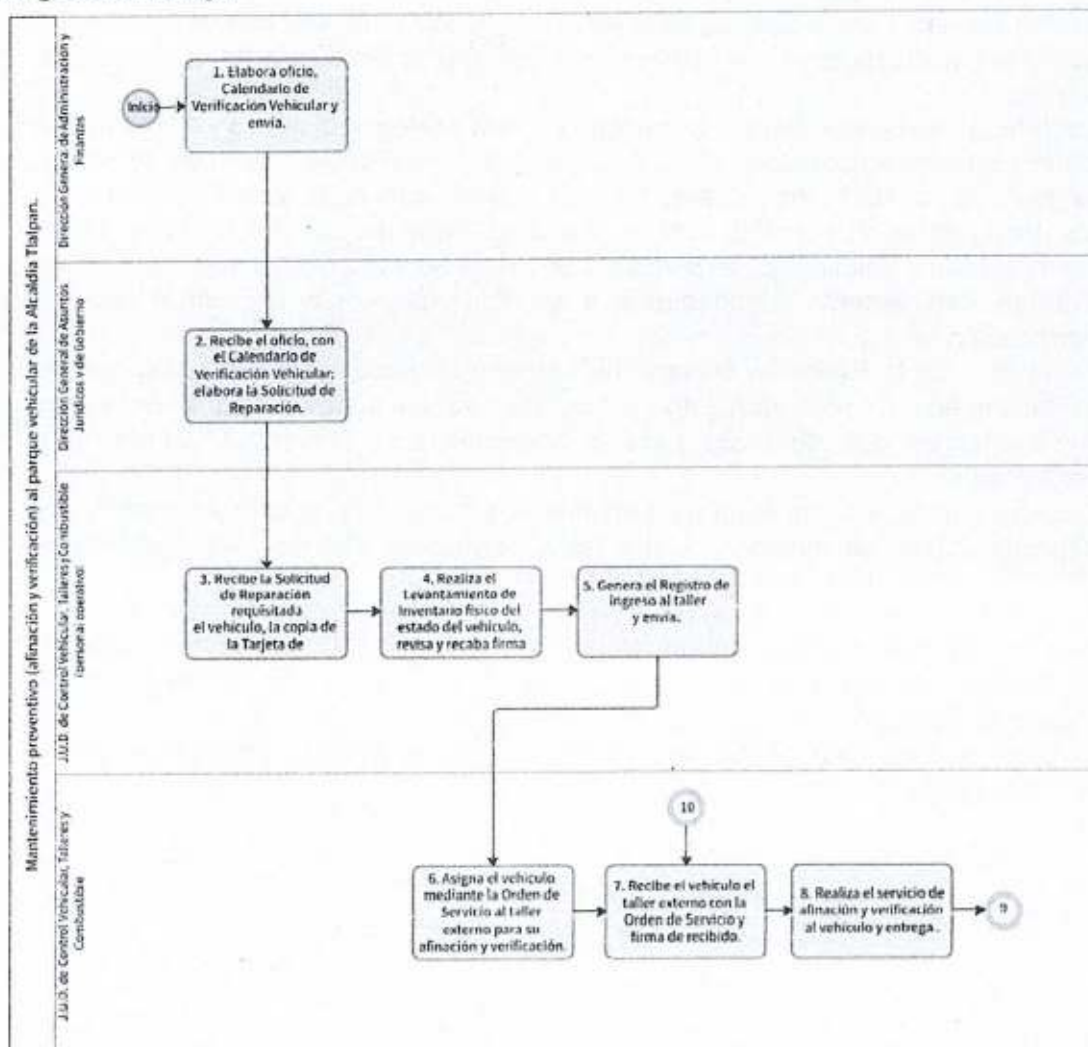 Mantenimiento preventivo (afinación y verificación) al parque vehicular de la Alcaldía Tlalpan.
Dirección General de Administración y
Finanzas
Inicio
1. Elabora oficio,
Calendario de
Verificación Vehicular y
envía.
Dirección General de Asuntos
Jurídicos y de Gobierno
2. Recibe el oficio, con
el Calendario de
Verificación Vehicular;
elabora la Solicitud de
Reparación.
J.U.D. de Control Vehicular, Talleres y Combustible
(personal operativo)
3. Recibe la Solicitud
de Reparación
requisitada
el vehículo, la copia de
la Tarjeta de
4. Realiza el
Levantamiento de
Inventario físico del
estado del vehículo,
revisa y recaba firma
5. Genera el Registro de
ingreso al taller
y envía.
J.U.D. de Control Vehicular, Talleres y
Combustible
10
6. Asigna el vehículo
mediante la Orden de
Servicio al taller
externo para su
afinación y verificación.
7. Recibe el vehículo el
taller externo con la
Orden de Servicio y
firma de recibido.
8. Realiza el servicio de
afinación y verificación
al vehículo y entrega.
9